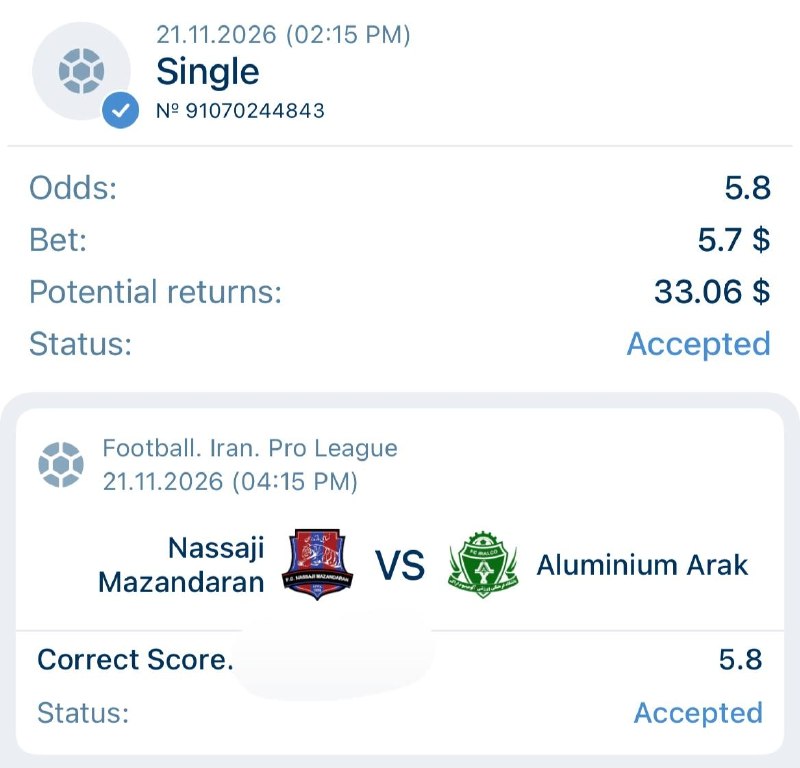 21.11.2026 (02:15 PM)
Single
Nº 91070244843
Odds: 5.8
Bet: 5.7 $
Potential returns: 33.06 $
Status: Accepted
Football. Iran. Pro League
21.11.2026 (04:15 PM)
Nassaji
Mazandaran
F.C. NASSAJI MAZANDARAN
VS
Aluminium Arak
Correct Score. 5.8
Status: Accepted